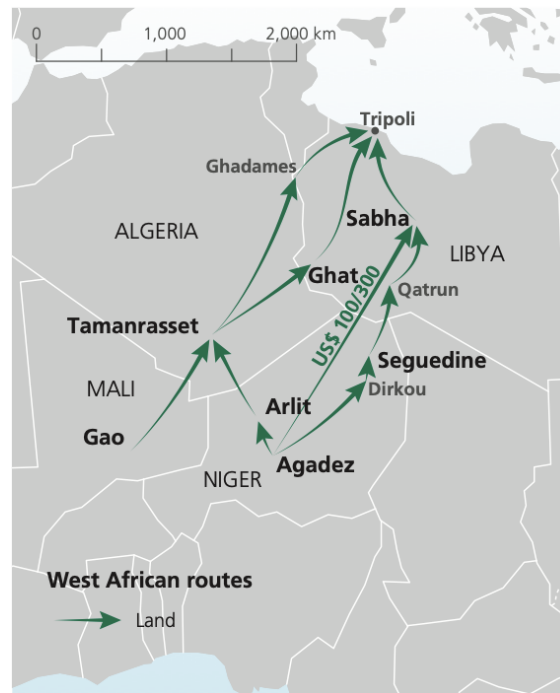 0 1,000 2,000 km
Tripoli
Ghadames
Sabha
ALGERIA
LIBYA
Ghat
US$ 100/300
Qatrun
Tamanrasset
Seguedine
MALI
Dirkou
Arlit
Gao
Agadez
NIGER
West African routes
Land